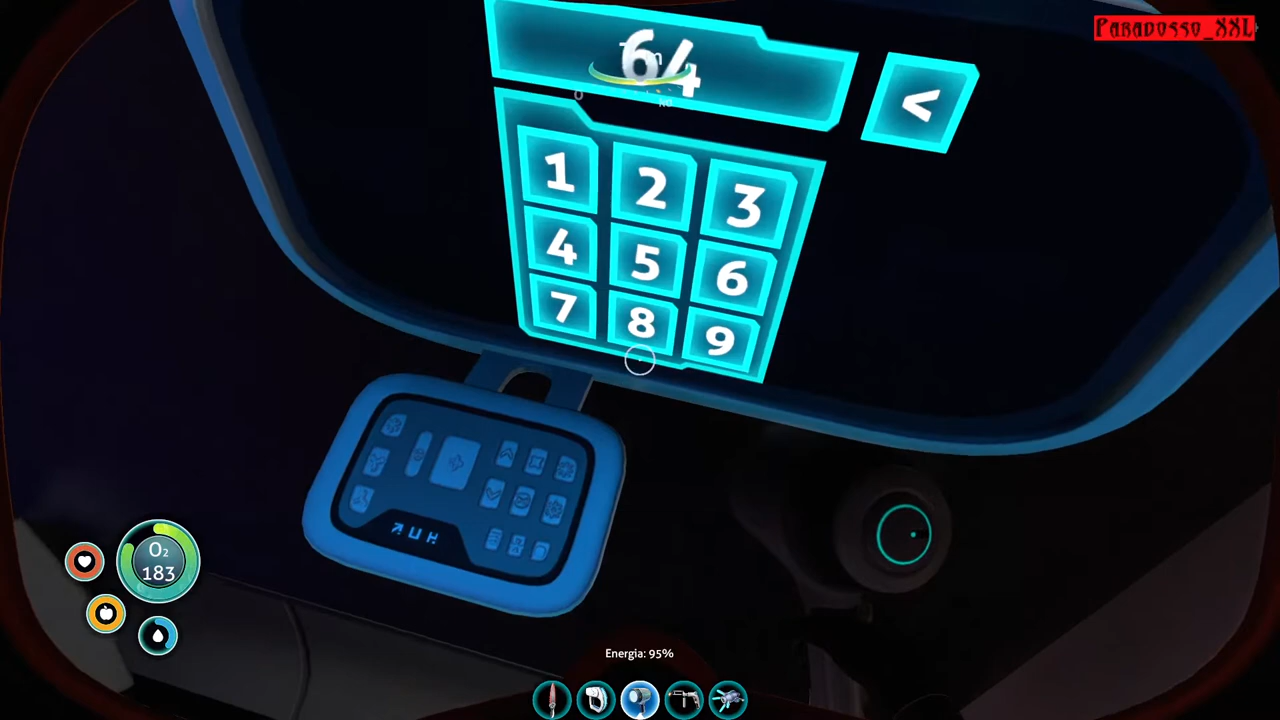 Paradosso_XXL
64
<
1 2 3
4 5 6
7 8 9
O₂
183
Energia: 95%